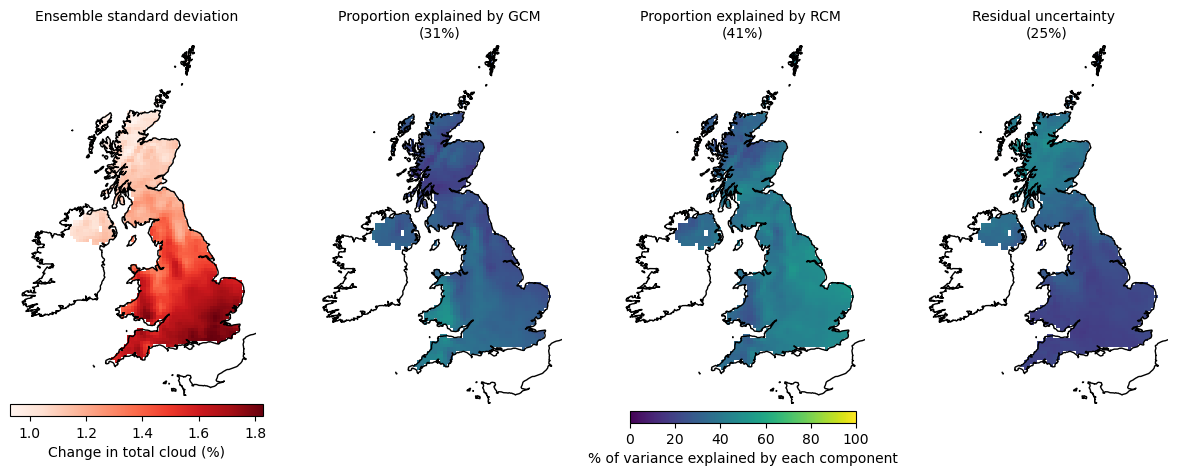 Ensemble standard deviation
Proportion explained by GCM
(31%)
Proportion explained by RCM
(41%)
Residual uncertainty
(25%)
1.0 1.2 1.4 1.6 1.8
Change in total cloud (%)
0 20 40 60 80 100
% of variance explained by each component